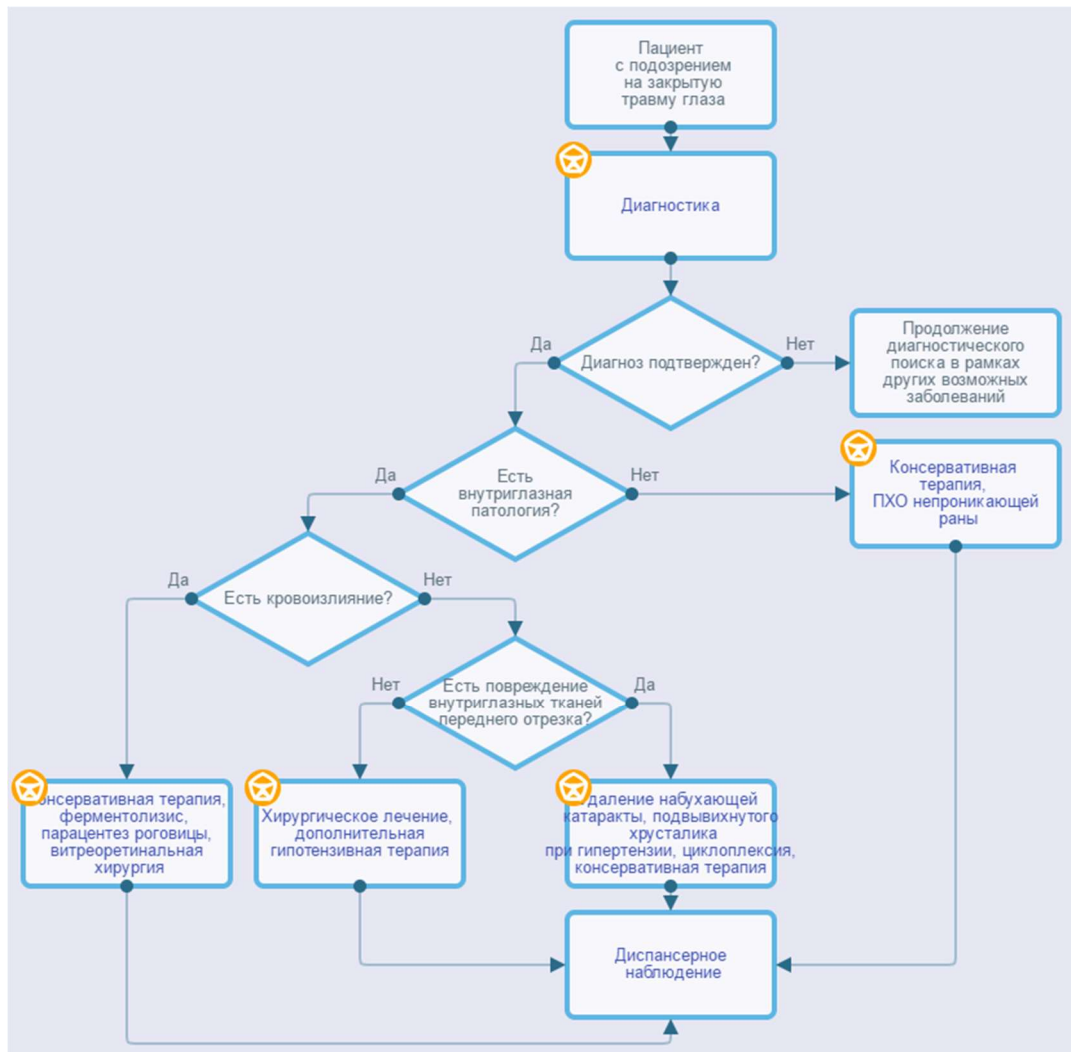 Пациент
с подозрением
на закрытую
травму глаза
Диагностика
Да
Диагноз подтвержден?
Нет
Продолжение
диагностического
поиска в рамках
других возможных
заболеваний
Да
Есть
внутриглазная
патология?
Нет
Консервативная
терапия,
ПХО непроникающей
раны
Да
Есть кровоизлияние?
Нет
Нет
Есть повреждение
внутриглазных тканей
переднего отрезка?
Да
онсервативная терапия,
ферментолизис,
парацентез роговицы,
витреоретинальная
хирургия
Хирургическое лечение,
дополнительная
гипотензивная терапия
даление набухающей
катаракты, подвывихнутого
хрусталика
при гипертензии, циклоплексия,
консервативная терапия
Диспансерное
наблюдение